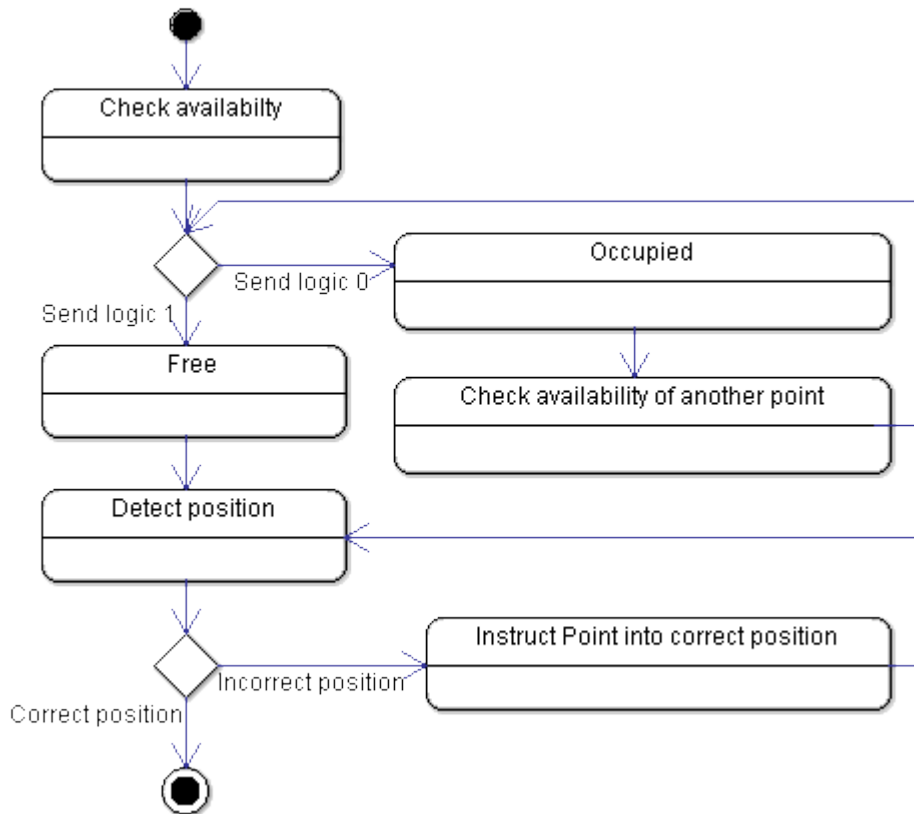 Check availabilty
Occupied
Send logic 0
Send logic 1
Free
Check availability of another point
Detect position
Instruct Point into correct position
Incorrect position
Correct position